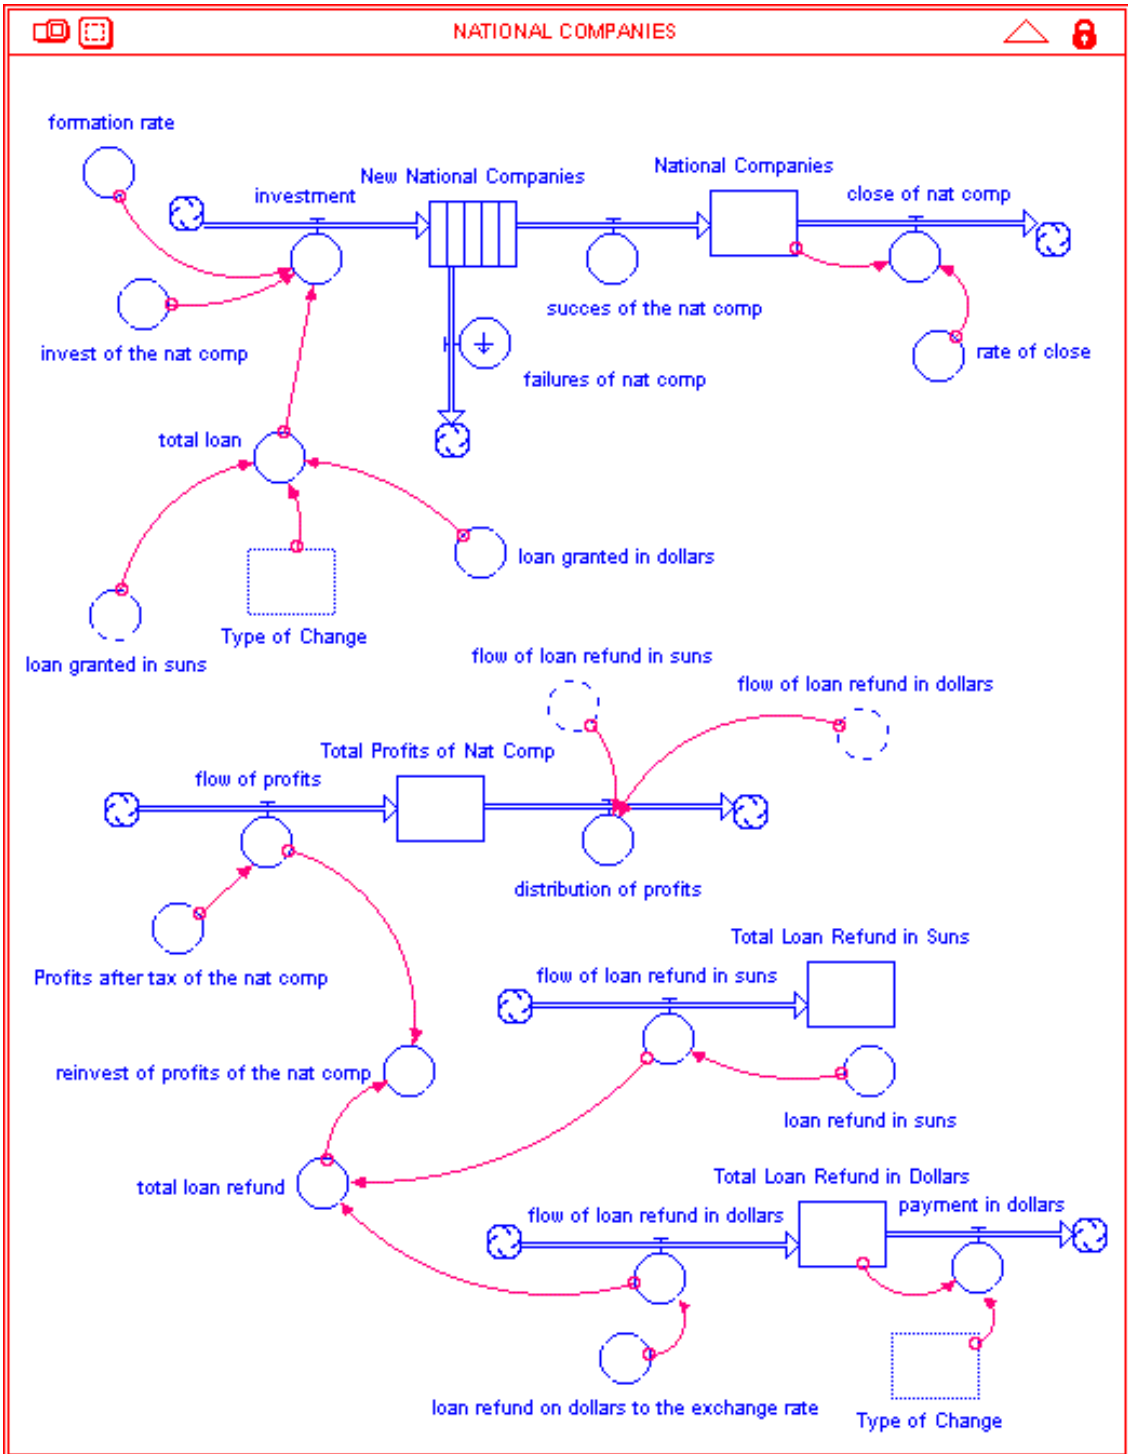 NATIONAL COMPANIES
formation rate
National Companies
New National Companies
investment
close of nat comp
succes of the nat comp
invest of the nat comp
rate of close
failures of nat comp
total loan
loan granted in dollars
Type of Change
loan granted in suns
flow of loan refund in suns
flow of loan refund in dollars
Total Profits of Nat Comp
flow of profits
distribution of profits
Total Loan Refund in Suns
Profits after tax of the nat comp
flow of loan refund in suns
reinvest of profits of the nat comp
loan refund in suns
Total Loan Refund in Dollars
total loan refund
payment in dollars
flow of loan refund in dollars
loan refund on dollars to the exchange rate
Type of Change